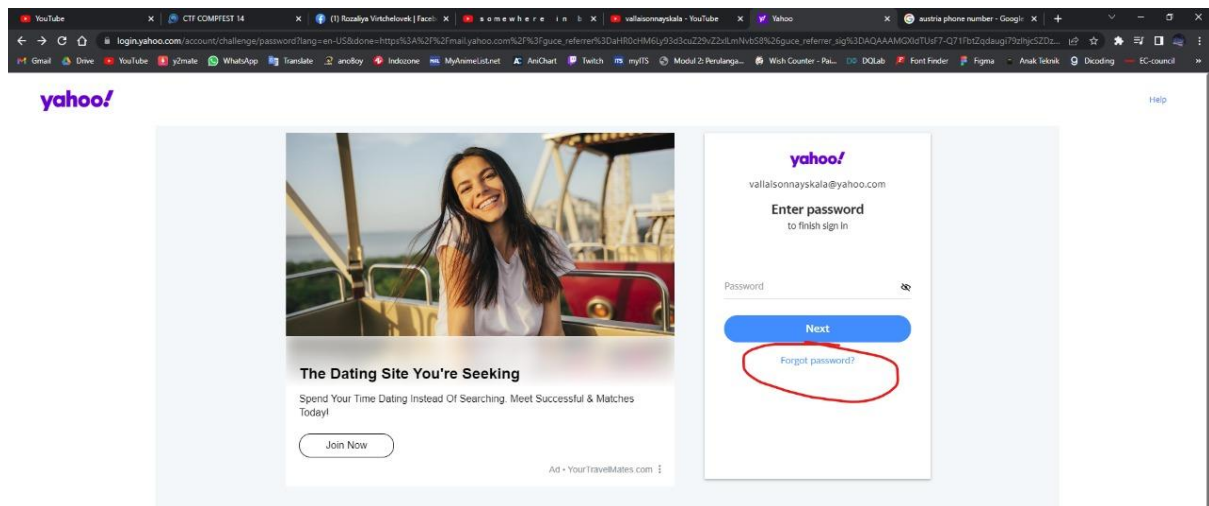 YouTube
CTF COMPFEST 14
(1) Rozaliya Virtchelovek | Faceb
somewhere in b
vallaisonnayskala - YouTube
Yahoo
austria phone number - Google
login.yahoo.com/account/challenge/password?lang=en-US&done=https%3A%2F%2Fmail.yahoo.com%2F%3Fguce_referrer%3D
Gmail Drive YouTube y2mate WhatsApp Translate anoBoy Indozone MyAnimeList.net AniChart Twitch myITS Modul 2: Perulanga... Wish Counter - Pai... DQLab Font Finder Figma Anak Teknik Dicoding EC-council
yahoo!
Help
yahoo!
vallaisonnayskala@yahoo.com
Enter password
to finish sign in
Password
Next
Forgot password?
The Dating Site You're Seeking
Spend Your Time Dating Instead Of Searching. Meet Successful & Matches
Today!
Join Now
Ad • YourTravelMates.com